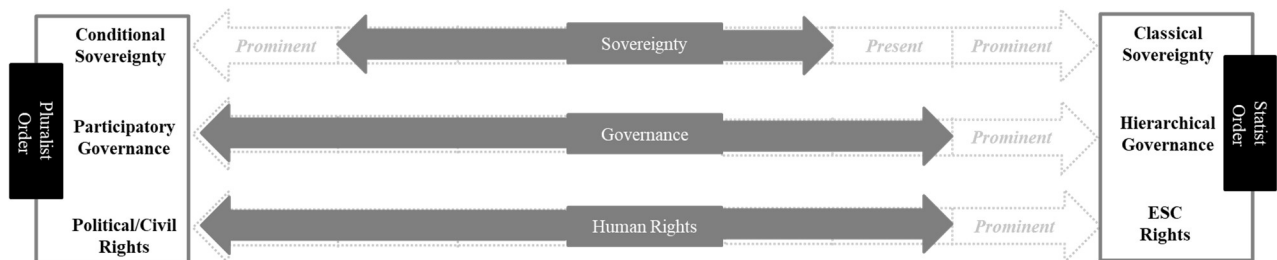 Pluralist
Order
Conditional
Sovereignty
Prominent
Sovereignty
Present
Prominent
Classical
Sovereignty
Participatory
Governance
Governance
Prominent
Hierarchical
Governance
Political/Civil
Rights
Human Rights
Prominent
ESC
Rights
Statist
Order